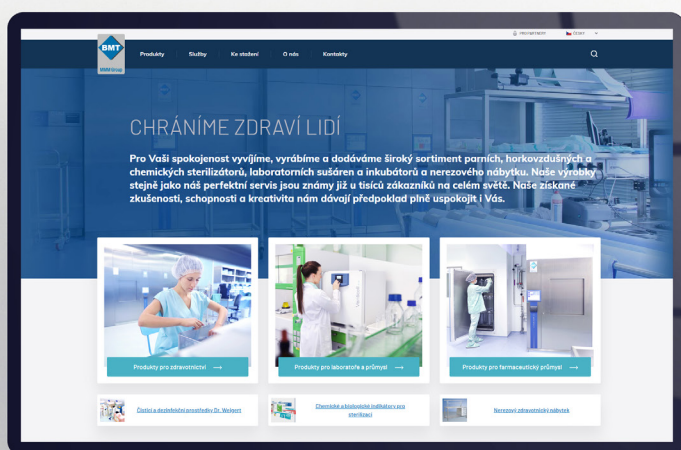 PRO PARTNERY
ČESKY
BMT
MMM Group
Produkty
Služby
Ke stažení
O nás
Kontakty
CHRÁNÍME ZDRAVÍ LIDÍ
Pro Vaši spokojenost vyvíjíme, vyrábíme a dodáváme široký sortiment parních, horkovzdušných a
chemických sterilizátorů, laboratorních sušáren a inkubátorů a nerezového nábytku. Naše výrobky
stejně jako náš perfektní servis jsou známy již u tisíců zákazníků na celém světě. Naše získané
zkušenosti, schopnosti a kreativita nám dávají předpoklad plně uspokojit i Vás.
Produkty pro zdravotnictví
Produkty pro laboratoře a průmysl
Produkty pro farmaceutický průmysl
Čisticí a dezinfekční prostředky Dr. Weigert
Chemické a biologické indikátory pro
sterilizaci
Nerezový zdravotnický nábytek